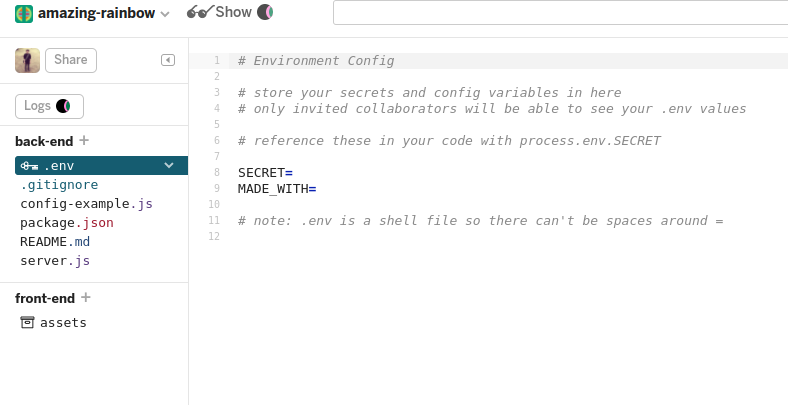 amazing-rainbow
Show
Share
Logs
back-end +
.env
.gitignore
config-example.js
package.json
README.md
server.js
front-end +
assets
1 # Environment Config
2
3 # store your secrets and config variables in here
4 # only invited collaborators will be able to see your .env values
5
6 # reference these in your code with process.env.SECRET
7
8 SECRET=
9 MADE_WITH=
10
11 # note: .env is a shell file so there can't be spaces around =
12